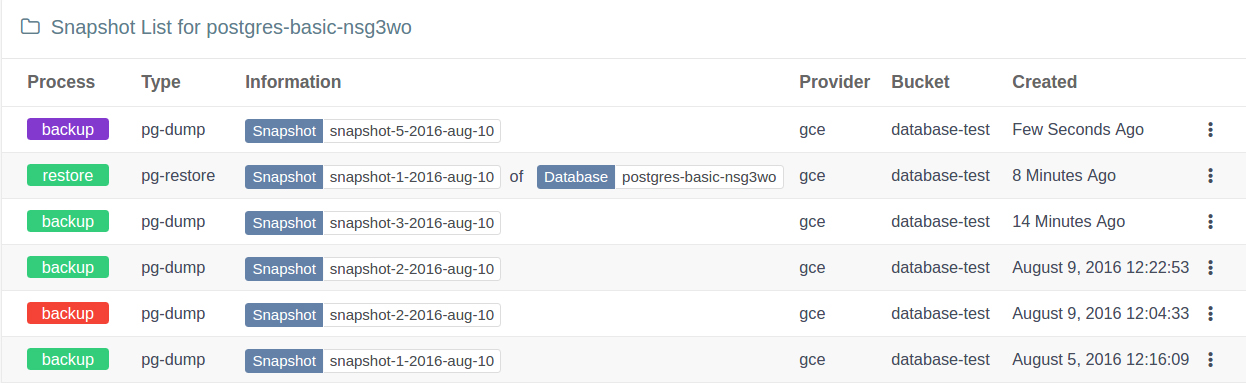 Snapshot List for postgres-basic-nsg3wo
Process Type Information Provider Bucket Created
backup pg-dump Snapshot snapshot-5-2016-aug-10 gce database-test Few Seconds Ago
restore pg-restore Snapshot snapshot-1-2016-aug-10 of Database postgres-basic-nsg3wo gce database-test 8 Minutes Ago
backup pg-dump Snapshot snapshot-3-2016-aug-10 gce database-test 14 Minutes Ago
backup pg-dump Snapshot snapshot-2-2016-aug-10 gce database-test August 9, 2016 12:22:53
backup pg-dump Snapshot snapshot-2-2016-aug-10 gce database-test August 9, 2016 12:04:33
backup pg-dump Snapshot snapshot-1-2016-aug-10 gce database-test August 5, 2016 12:16:09